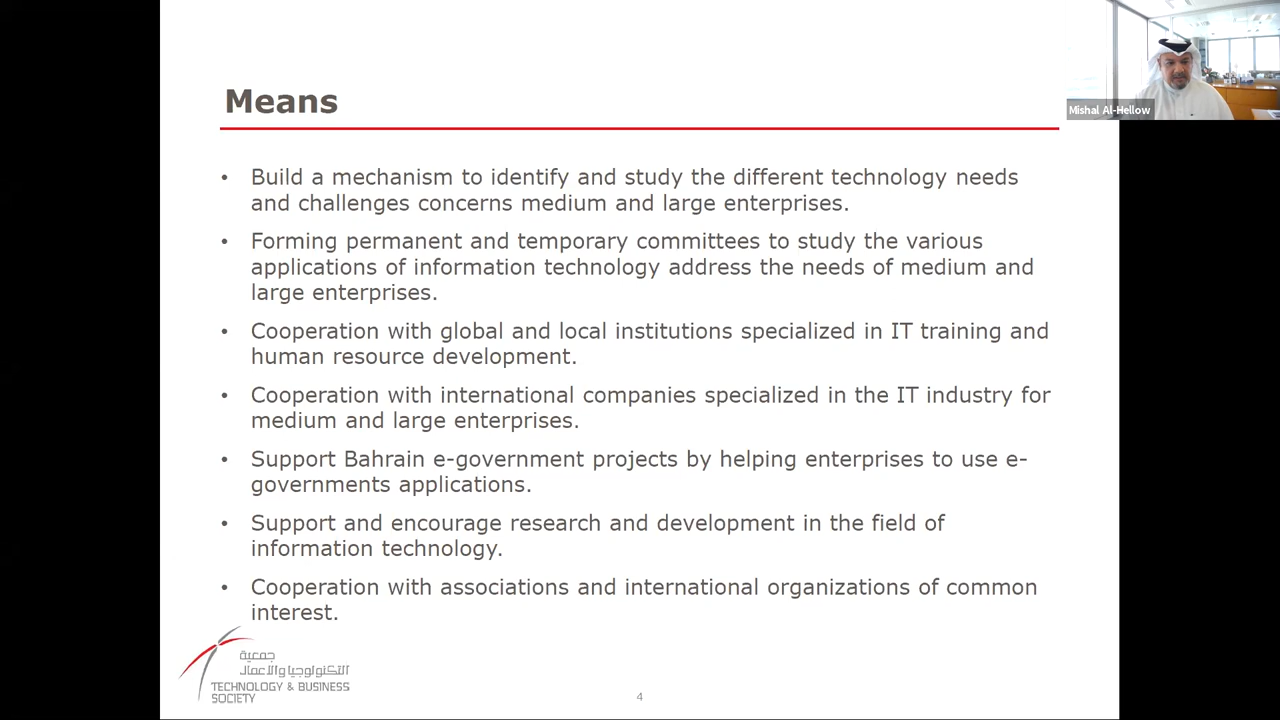 Means
Mishal Al-Hellow
• Build a mechanism to identify and study the different technology needs
and challenges concerns medium and large enterprises.
• Forming permanent and temporary committees to study the various
applications of information technology address the needs of medium and
large enterprises.
• Cooperation with global and local institutions specialized in IT training and
human resource development.
• Cooperation with international companies specialized in the IT industry for
medium and large enterprises.
• Support Bahrain e-government projects by helping enterprises to use e-
governments applications.
• Support and encourage research and development in the field of
information technology.
• Cooperation with associations and international organizations of common
interest.
جمعية
التكنولوجيا والأعمال
TECHNOLOGY & BUSINESS
SOCIETY
4